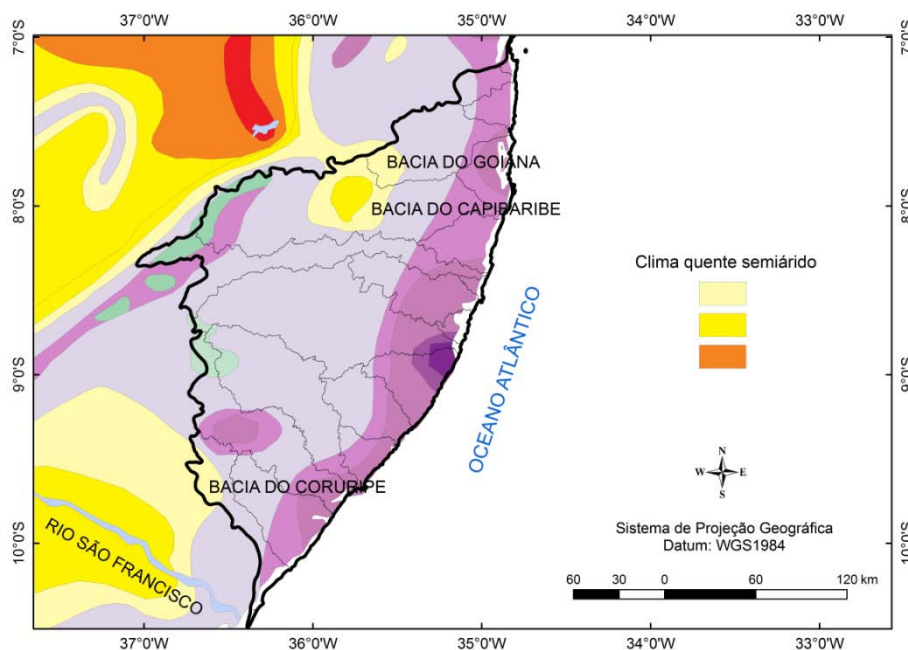 37°0'W 36°0'W 35°0'W 34°0'W 33°0'W
7°0'S 7°0'S
BACIA DO GOIANA
8°0'S BACIA DO CAPIBARIBE 8°0'S
Clima quente semiárido
OCEANO ATLÂNTICO
9°0'S 9°0'S
N
W E
S
BACIA DO CORURIPE
RIO SÃO FRANCISCO
Sistema de Projeção Geográfica
Datum: WGS1984
10°0'S 10°0'S
60 30 0 60 120 km
37°0'W 36°0'W 35°0'W 34°0'W 33°0'W